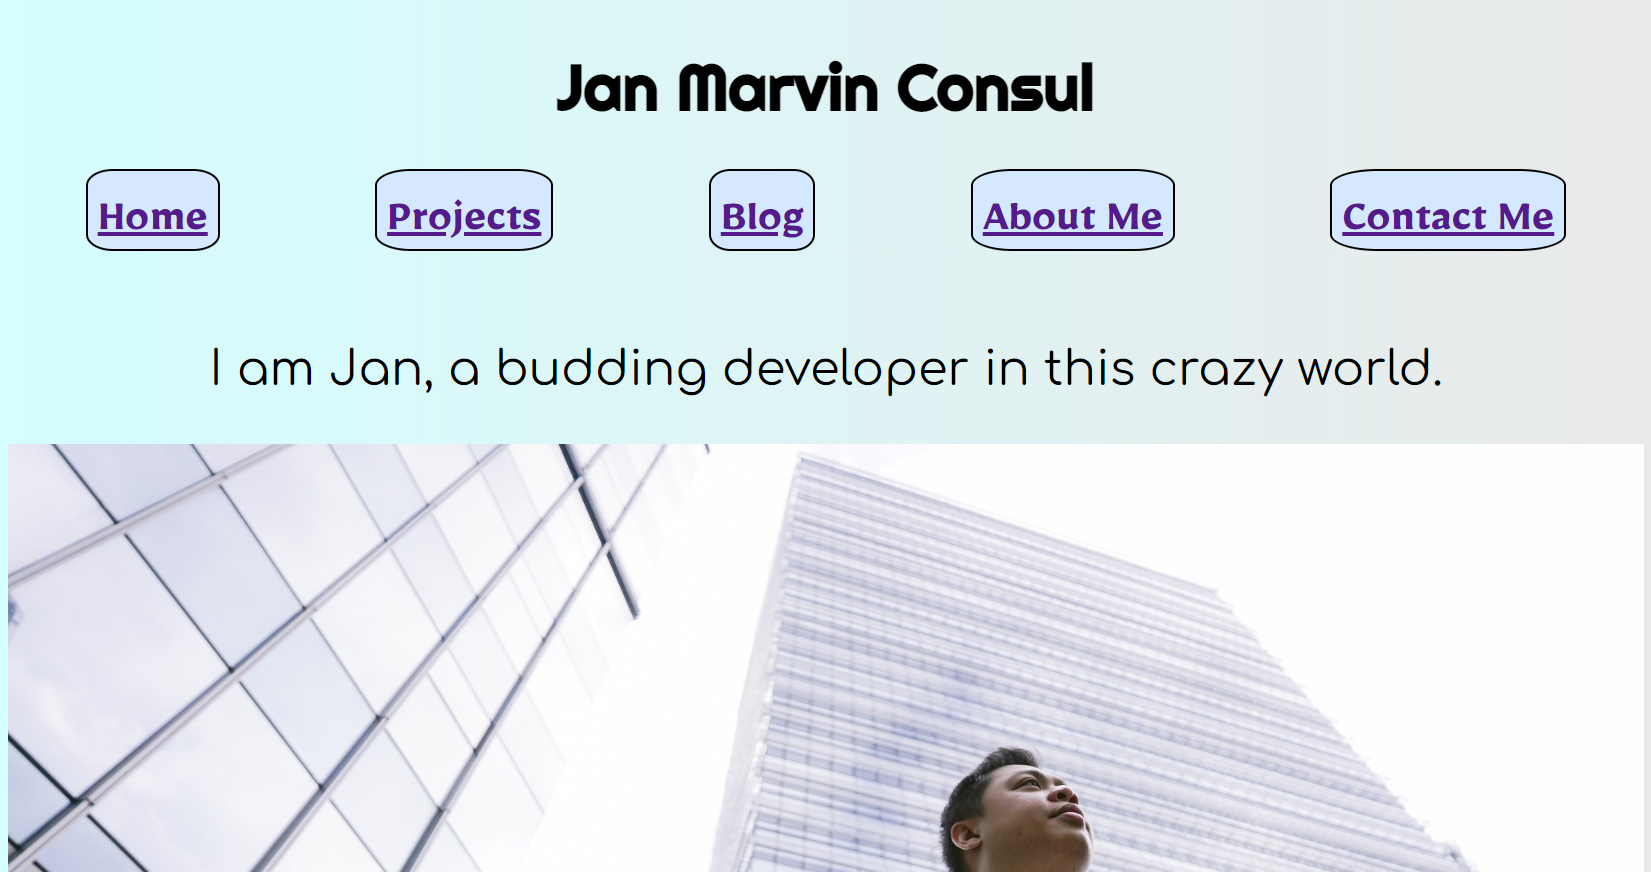 Jan Marvin Consul
Home Projects Blog About Me Contact Me
I am Jan, a budding developer in this crazy world.